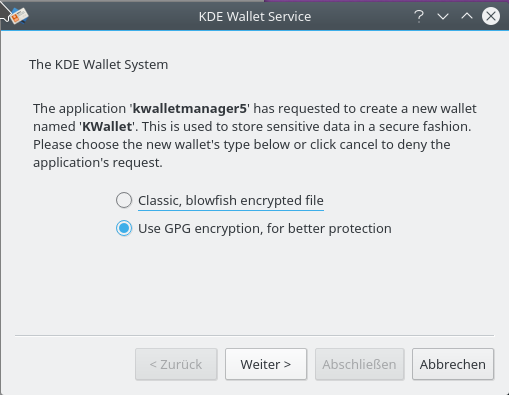 KDE Wallet Service
The KDE Wallet System
The application 'kwalletmanager5' has requested to create a new wallet
named 'KWallet'. This is used to store sensitive data in a secure fashion.
Please choose the new wallet's type below or click cancel to deny the
application's request.
Classic, blowfish encrypted file
Use GPG encryption, for better protection
< Zurück Weiter > Abschließen Abbrechen